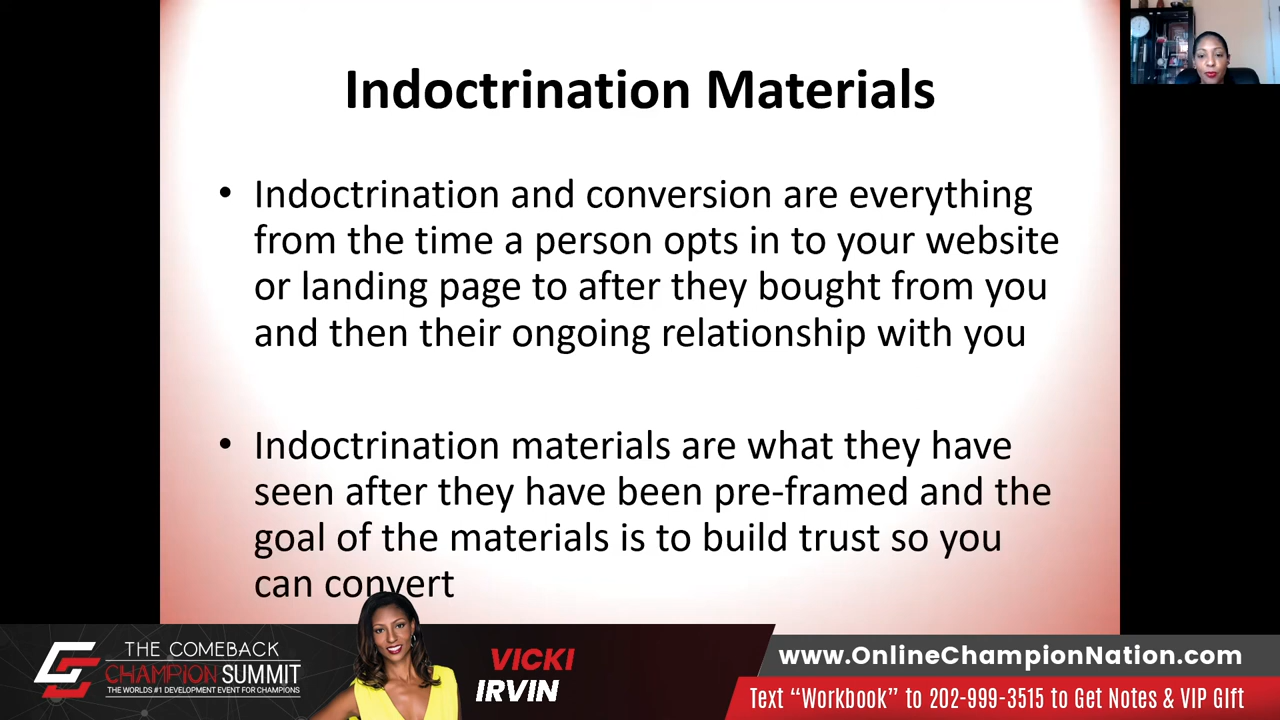 Indoctrination Materials
• Indoctrination and conversion are everything
from the time a person opts in to your website
or landing page to after they bought from you
and then their ongoing relationship with you
• Indoctrination materials are what they have
seen after they have been pre-framed and the
goal of the materials is to build trust so you
can convert
THE COMEBACK
CHAMPION SUMMIT
THE WORLDS #1 DEVELOPMENT EVENT FOR CHAMPIONS
VICKI
IRVIN
www.OnlineChampionNation.com
Text “Workbook” to 202-999-3515 to Get Notes & VIP GIft